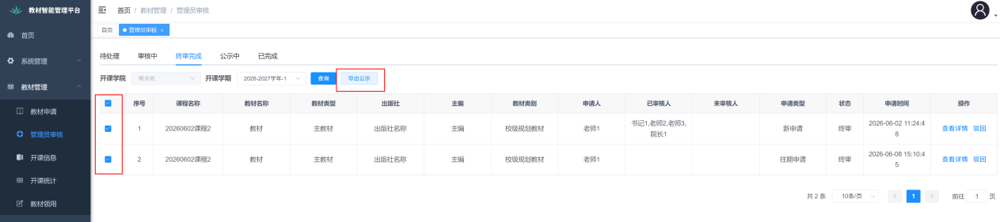 教材智能管理平台
首页 / 教材管理 / 管理员审核
首页
管理员审核 ×
首页
系统管理
教材管理
教材申请
管理员审核
开课信息
开课统计
教材领用
待处理 审核中 终审完成 公示中 已完成
开课学院 教务处 开课学期 2026-2027学年-1 查询 导出公示
序号 课程名称 教材名称 教材类型 出版社 主编 教材类别 申请人 已审核人 未审核人 申请类型 状态 申请时间 操作
1 20260602课程2 教材 主教材 出版社名称 主编 校级规划教材 老师1 书记1,老师2,老师3, 新申请 终审 2026-06-02 11:24:4 查看详情 驳回
院长1 8
2 20260602课程2 教材 主教材 出版社名称 主编 校级规划教材 老师1 往期申请 终审 2026-06-08 15:10:4 查看详情 驳回
5
共 2 条 10条/页 < 1 > 前往 1 页